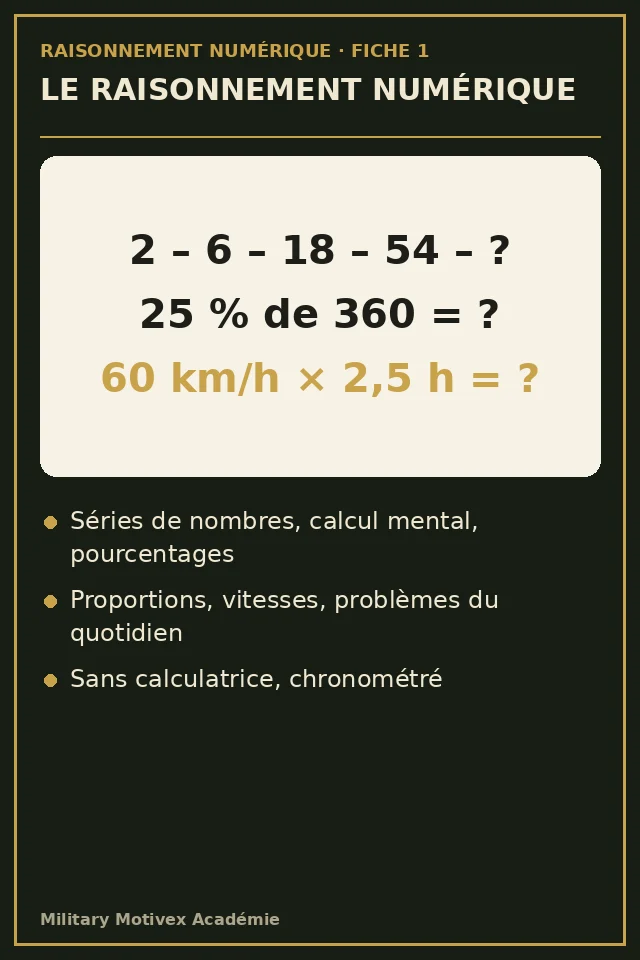 RAISONNEMENT NUMÉRIQUE · FICHE 1
LE RAISONNEMENT NUMÉRIQUE
2 – 6 – 18 – 54 – ?
25 % de 360 = ?
60 km/h × 2,5 h = ?
Séries de nombres, calcul mental,
pourcentages
Proportions, vitesses, problèmes du
quotidien
Sans calculatrice, chronométré
Military Motivex Académie